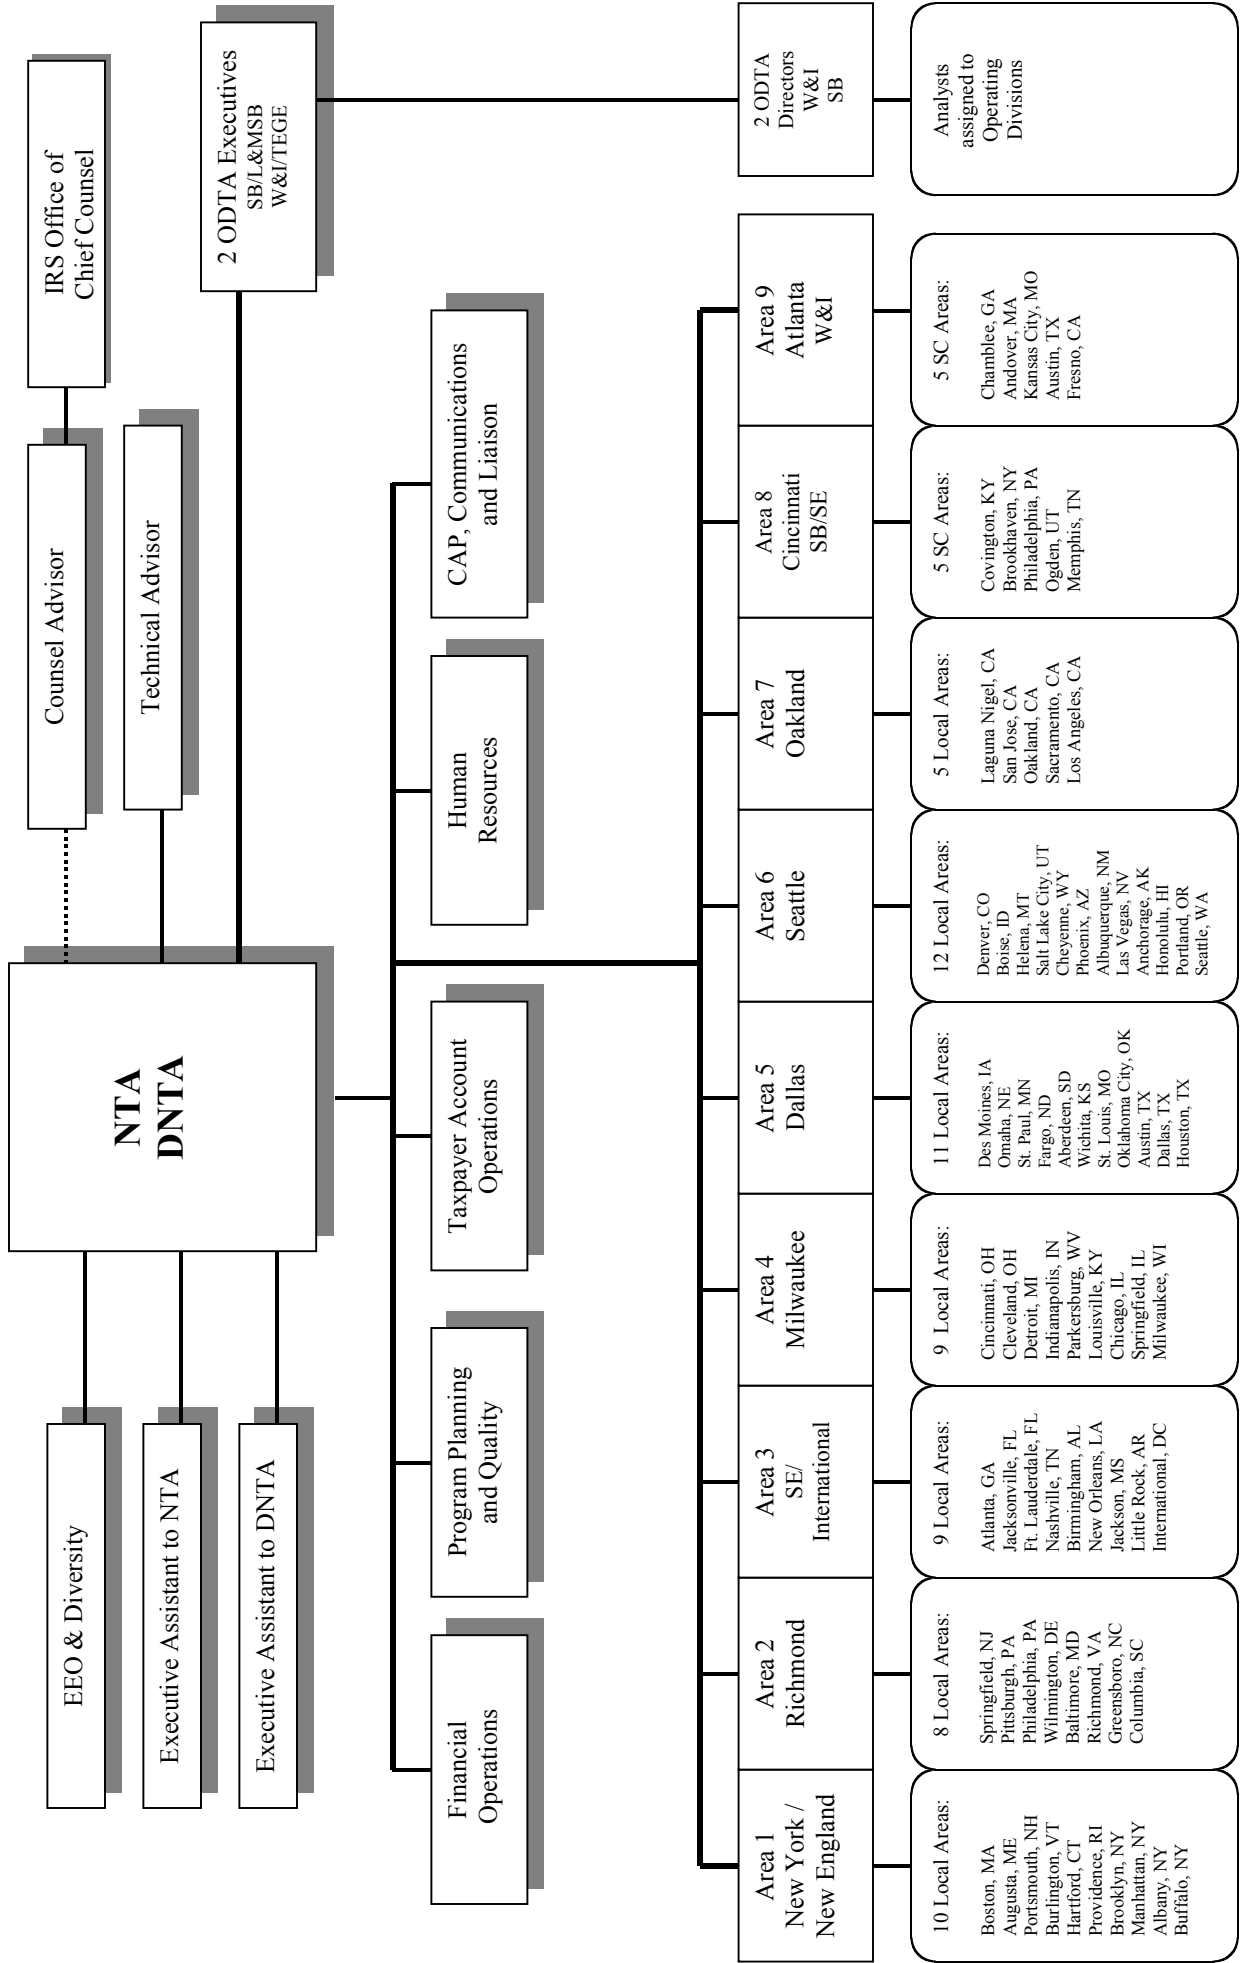 NTA
DNTA
EEO & Diversity
Executive Assistant to NTA
Executive Assistant to DNTA
Counsel Advisor
IRS Office of
Chief Counsel
Technical Advisor
2 ODTA Executives
SB/L&MSB
W&I/TEGE
Financial
Operations
Program Planning
and Quality
Taxpayer Account
Operations
Human
Resources
CAP, Communications
and Liaison
Area 1
New York /
New England
Area 2
Richmond
Area 3
SE/
International
Area 4
Milwaukee
Area 5
Dallas
Area 6
Seattle
Area 7
Oakland
Area 8
Cincinnati
SB/SE
Area 9
Atlanta
W&I
2 ODTA
Directors
W&I
SB
10 Local Areas:
Boston, MA
Augusta, ME
Portsmouth, NH
Burlington, VT
Hartford, CT
Providence, RI
Brooklyn, NY
Manhattan, NY
Albany, NY
Buffalo, NY
8 Local Areas:
Springfield, NJ
Pittsburgh, PA
Philadelphia, PA
Wilmington, DE
Baltimore, MD
Richmond, VA
Greensboro, NC
Columbia, SC
9 Local Areas:
Atlanta, GA
Jacksonville, FL
Ft. Lauderdale, FL
Nashville, TN
Birmingham, AL
New Orleans, LA
Jackson, MS
Little Rock, AR
International, DC
9 Local Areas:
Cincinnati, OH
Cleveland, OH
Detroit, MI
Indianapolis, IN
Parkersburg, WV
Louisville, KY
Chicago, IL
Springfield, IL
Milwaukee, WI
11 Local Areas:
Des Moines, IA
Omaha, NE
St. Paul, MN
Fargo, ND
Aberdeen, SD
Wichita, KS
St. Louis, MO
Oklahoma City, OK
Austin, TX
Dallas, TX
Houston, TX
12 Local Areas:
Denver, CO
Boise, ID
Helena, MT
Salt Lake City, UT
Cheyenne, WY
Phoenix, AZ
Albuquerque, NM
Las Vegas, NV
Anchorage, AK
Honolulu, HI
Portland, OR
Seattle, WA
5 Local Areas:
Laguna Nigel, CA
San Jose, CA
Oakland, CA
Sacramento, CA
Los Angeles, CA
5 SC Areas:
Covington, KY
Brookhaven, NY
Philadelphia, PA
Ogden, UT
Memphis, TN
5 SC Areas:
Chamblee, GA
Andover, MA
Kansas City, MO
Austin, TX
Fresno, CA
Analysts
assigned to
Operating
Divisions